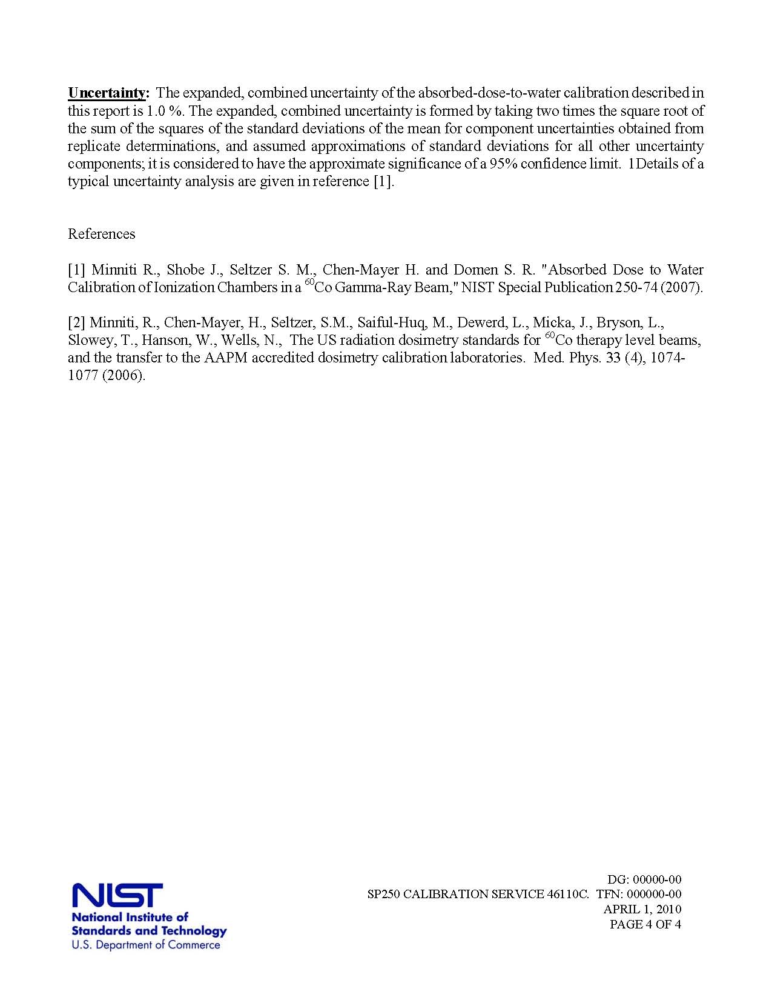 Uncertainty: The expanded, combined uncertainty of the absorbed-dose-to-water calibration described in
this report is 1.0 %. The expanded, combined uncertainty is formed by taking two times the square root of
the sum of the squares of the standard deviations of the mean for component uncertainties obtained from
replicate determinations, and assumed approximations of standard deviations for all other uncertainty
components; it is considered to have the approximate significance of a 95% confidence limit. 1Details of a
typical uncertainty analysis are given in reference [1].
References
[1] Minniti R., Shobe J., Seltzer S. M., Chen-Mayer H. and Domen S. R. "Absorbed Dose to Water
Calibration of Ionization Chambers in a 60Co Gamma-Ray Beam," NIST Special Publication 250-74 (2007).
[2] Minniti, R., Chen-Mayer, H., Seltzer, S.M., Saiful-Huq, M., Dewerd, L., Micka, J., Bryson, L.,
Slowey, T., Hanson, W., Wells, N., The US radiation dosimetry standards for 60Co therapy level beams,
and the transfer to the AAPM accredited dosimetry calibration laboratories. Med. Phys. 33 (4), 1074-
1077 (2006).
NIST
National Institute of
Standards and Technology
U.S. Department of Commerce
DG: 00000-00
SP250 CALIBRATION SERVICE 46110C. TFN: 000000-00
APRIL 1, 2010
PAGE 4 OF 4